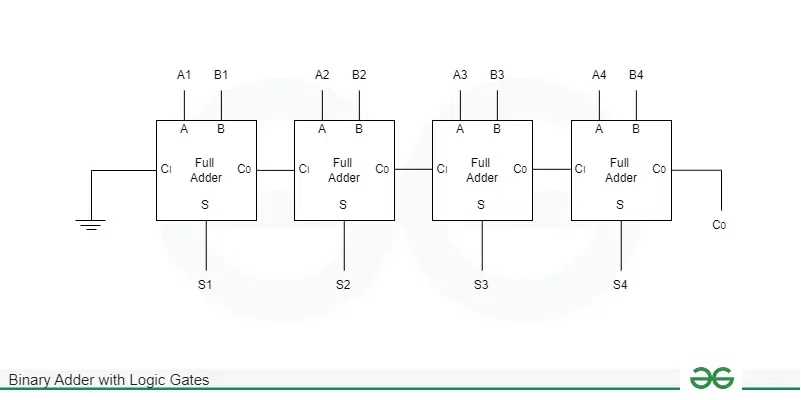 A1 B1 A2 B2 A3 B3 A4 B4
A B A B A B A B
CI Full Adder Co CI Full Adder Co CI Full Adder Co CI Full Adder Co
S S S S
Co
S1 S2 S3 S4
Binary Adder with Logic Gates